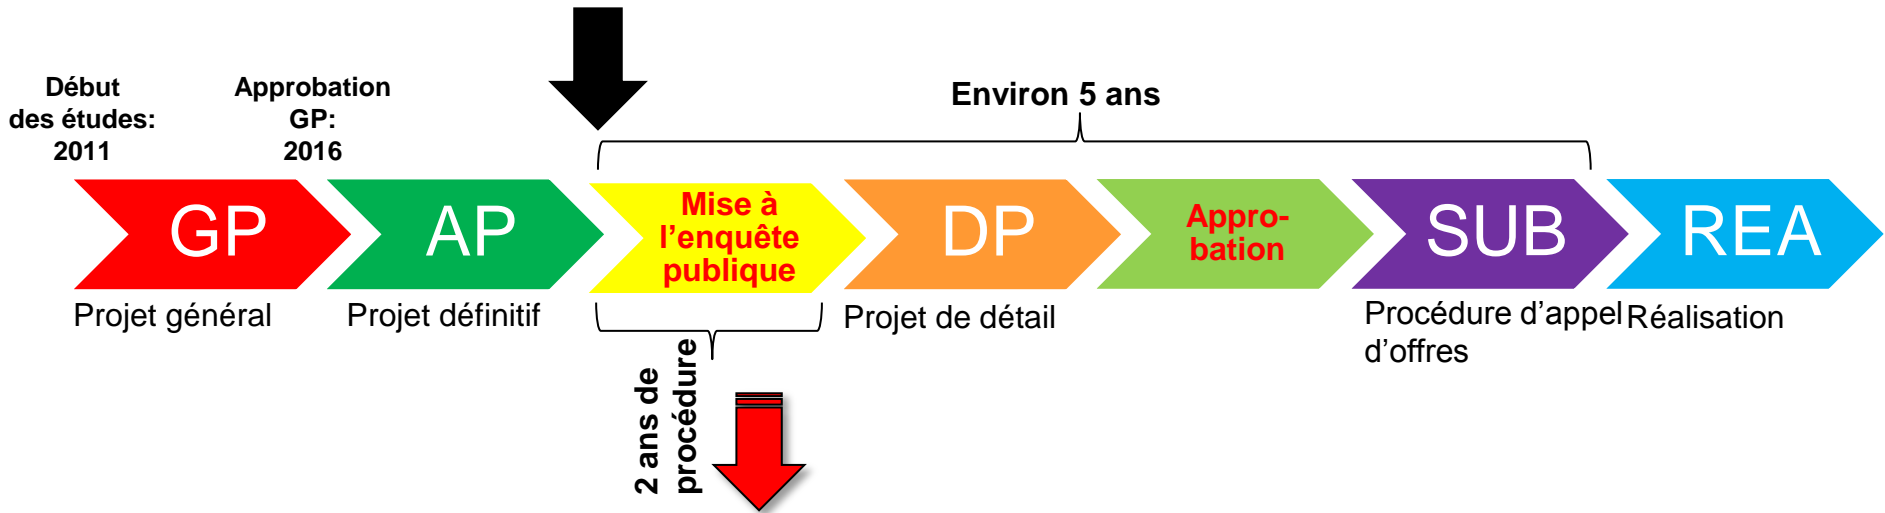 Début
des études:
2011
Approbation
GP:
2016
Environ 5 ans
GP
AP
Mise à
l’enquête
publique
DP
Appro-
bation
SUB
REA
Projet général
Projet définitif
Projet de détail
Procédure d’appel
d’offres
Réalisation
2 ans de
procédure